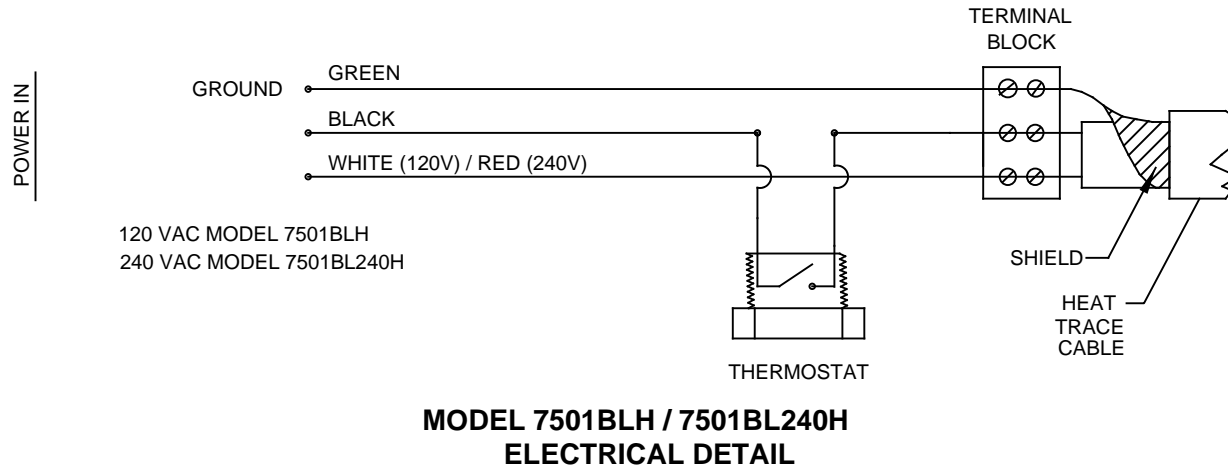 TERMINAL
BLOCK
POWER IN
GROUND
GREEN
BLACK
WHITE (120V) / RED (240V)
120 VAC MODEL 7501BLH
240 VAC MODEL 7501BL240H
SHIELD
HEAT
TRACE
CABLE
THERMOSTAT
MODEL 7501BLH / 7501BL240H
ELECTRICAL DETAIL